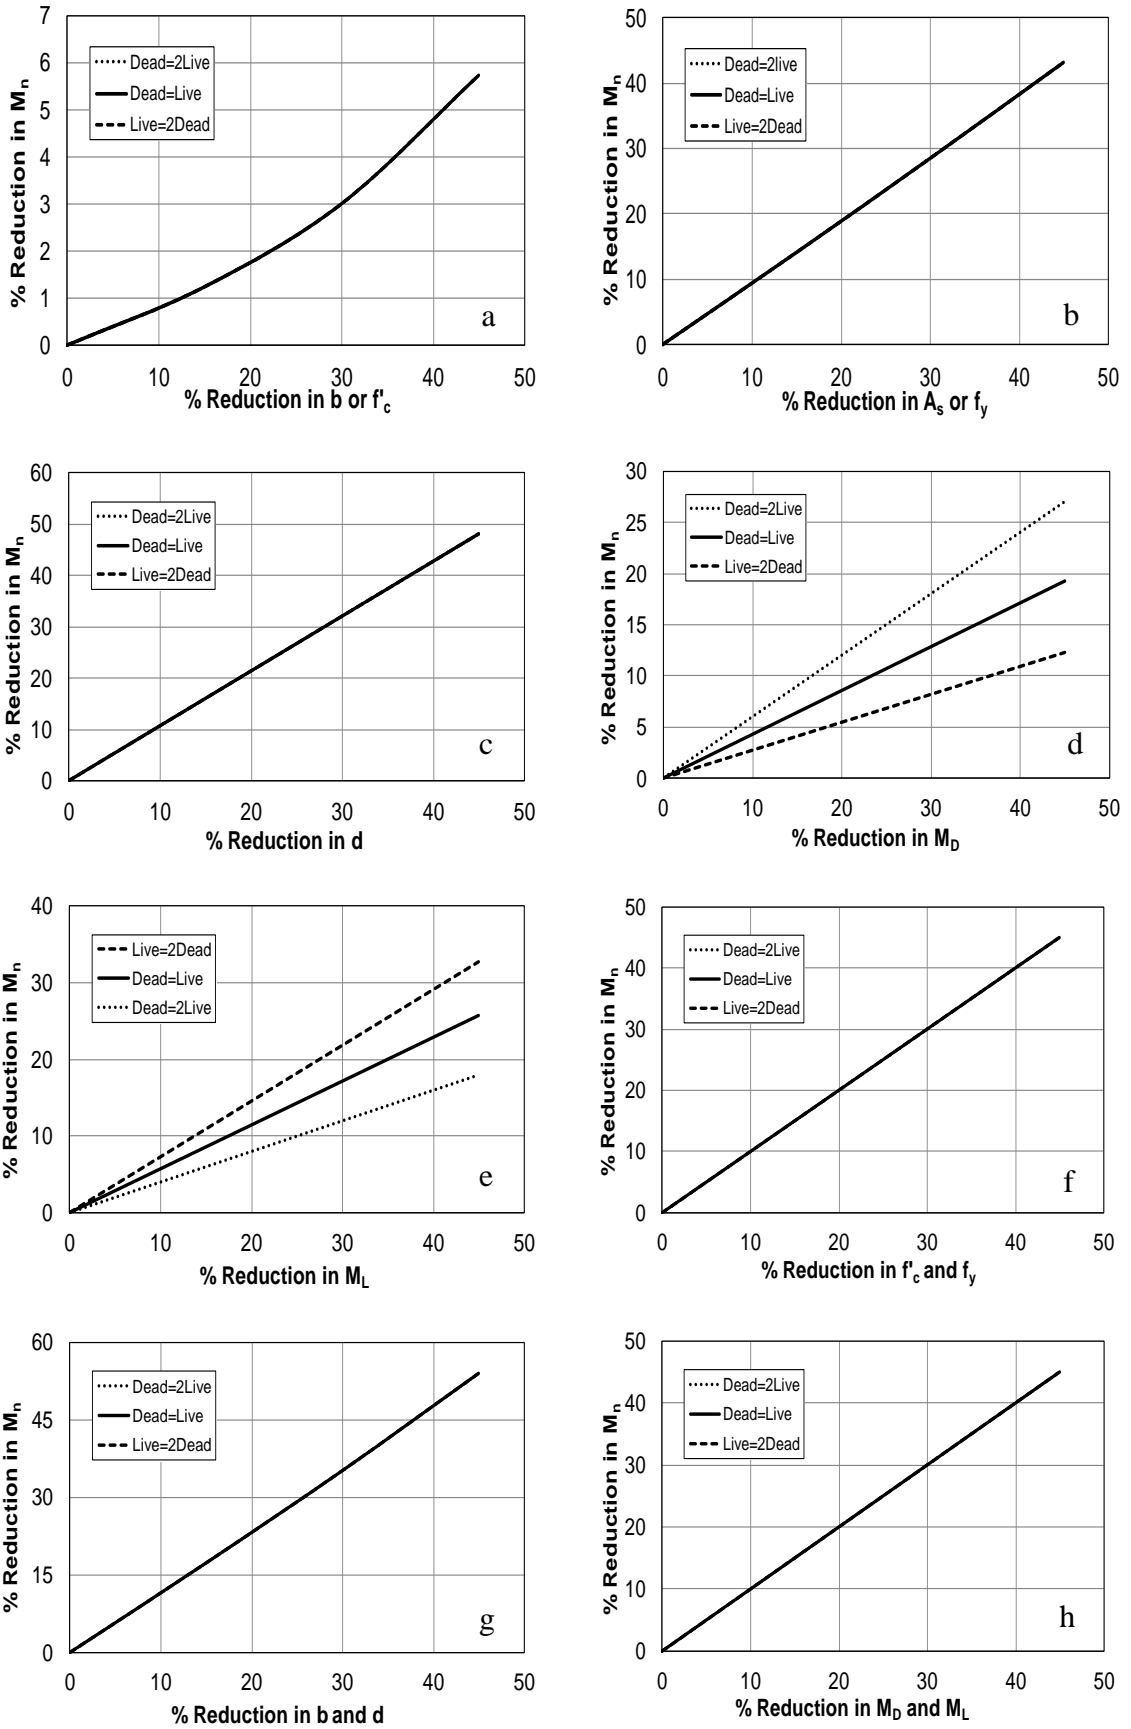 % Reduction in Mn
7
6
5
4
3
2
1
0
Dead=2Live
Dead=Live
Live=2Dead
a
0 10 20 30 40 50
% Reduction in b or f'c
% Reduction in Mn
50
40
30
20
10
0
Dead=2live
Dead=Live
Live=2Dead
b
0 10 20 30 40 50
% Reduction in As or fy
% Reduction in Mn
60
50
40
30
20
10
0
Dead=2Live
Dead=Live
Live=2Dead
c
0 10 20 30 40 50
% Reduction in d
% Reduction in Mn
30
25
20
15
10
5
0
Dead=2Live
Dead=Live
Live=2Dead
d
0 10 20 30 40 50
% Reduction in MD
% Reduction in Mn
40
30
20
10
0
Live=2Dead
Dead=Live
Dead=2Live
e
0 10 20 30 40 50
% Reduction in ML
% Reduction in Mn
50
40
30
20
10
0
Dead=2Live
Dead=Live
Live=2Dead
f
0 10 20 30 40 50
% Reduction in f'c and fy
% Reduction in Mn
60
45
30
15
0
Dead=2Live
Dead=Live
Live=2Dead
g
0 10 20 30 40 50
% Reduction in b and d
% Reduction in Mn
50
40
30
20
10
0
Dead=2Live
Dead=Live
Live=2Dead
h
0 10 20 30 40 50
% Reduction in MD and ML